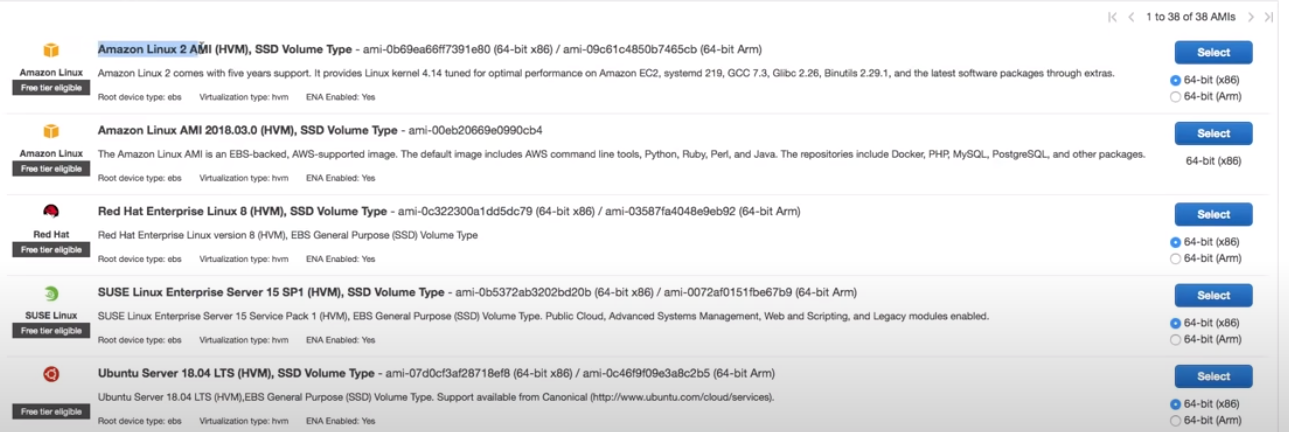 1 to 38 of 38 AMIs
Amazon Linux 2 AMI (HVM), SSD Volume Type - ami-0b69ea66ff7391e80 (64-bit x86) / ami-09c61c4850b7465cb (64-bit Arm)
Select
Amazon Linux
Free tier eligible
Amazon Linux 2 comes with five years support. It provides Linux kernel 4.14 tuned for optimal performance on Amazon EC2, systemd 219, GCC 7.3, Glibc 2.26, Binutils 2.29.1, and the latest software packages through extras.
64-bit (x86)
64-bit (Arm)
Root device type: ebs Virtualization type: hvm ENA Enabled: Yes
Amazon Linux AMI 2018.03.0 (HVM), SSD Volume Type - ami-00eb20669e0990cb4
Select
Amazon Linux
Free tier eligible
The Amazon Linux AMI is an EBS-backed, AWS-supported image. The default image includes AWS command line tools, Python, Ruby, Perl, and Java. The repositories include Docker, PHP, MySQL, PostgreSQL, and other packages.
64-bit (x86)
Root device type: ebs Virtualization type: hvm ENA Enabled: Yes
Red Hat Enterprise Linux 8 (HVM), SSD Volume Type - ami-0c322300a1dd5dc79 (64-bit x86) / ami-03587fa4048e9eb92 (64-bit Arm)
Select
Red Hat
Free tier eligible
Red Hat Enterprise Linux version 8 (HVM), EBS General Purpose (SSD) Volume Type
64-bit (x86)
64-bit (Arm)
Root device type: ebs Virtualization type: hvm ENA Enabled: Yes
SUSE Linux Enterprise Server 15 SP1 (HVM), SSD Volume Type - ami-0b5372ab3202bd20b (64-bit x86) / ami-0072af0151fbe67b9 (64-bit Arm)
Select
SUSE Linux
Free tier eligible
SUSE Linux Enterprise Server 15 Service Pack 1 (HVM), EBS General Purpose (SSD) Volume Type. Public Cloud, Advanced Systems Management, Web and Scripting, and Legacy modules enabled.
64-bit (x86)
64-bit (Arm)
Root device type: ebs Virtualization type: hvm ENA Enabled: Yes
Ubuntu Server 18.04 LTS (HVM), SSD Volume Type - ami-07d0cf3af28718ef8 (64-bit x86) / ami-0c46f9f09e3a8c2b5 (64-bit Arm)
Select
Free tier eligible
Ubuntu Server 18.04 LTS (HVM),EBS General Purpose (SSD) Volume Type. Support available from Canonical (http://www.ubuntu.com/cloud/services).
64-bit (x86)
64-bit (Arm)
Root device type: ebs Virtualization type: hvm ENA Enabled: Yes